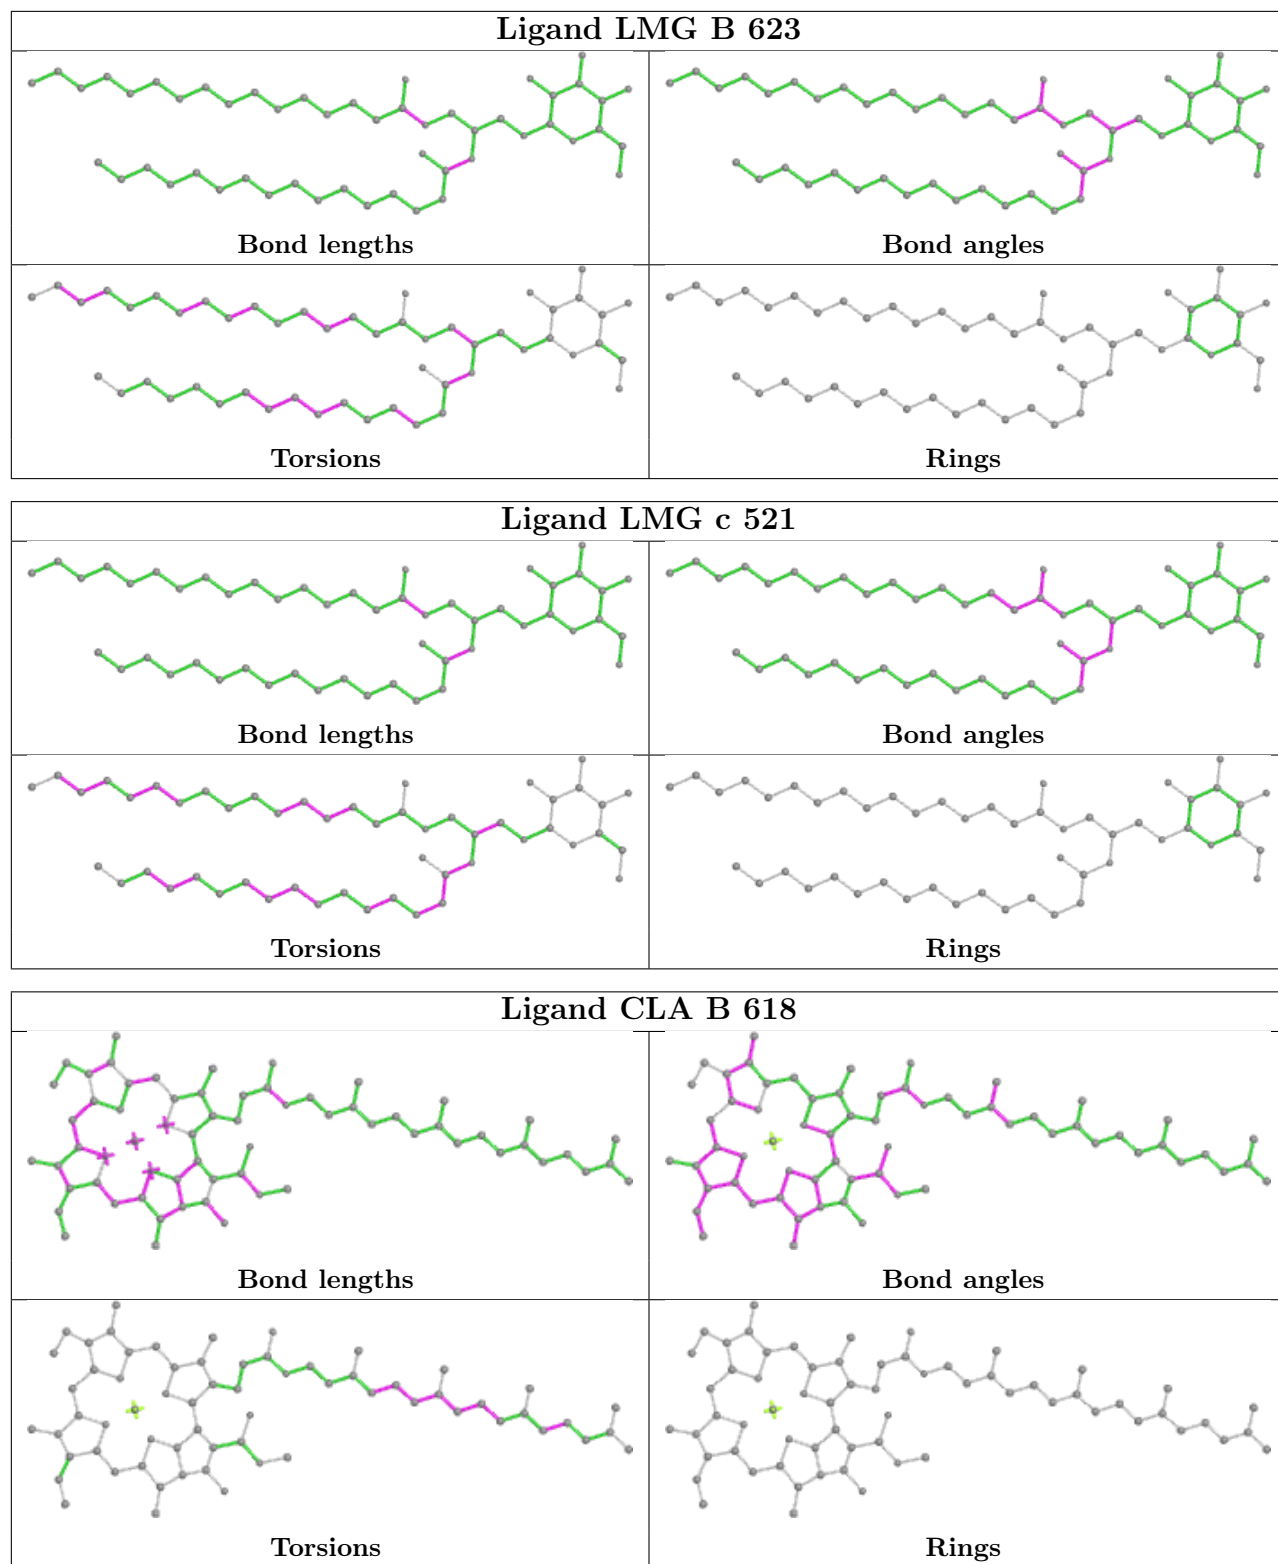 Ligand LMG B 623
Bond lengths
Bond angles
Torsions
Rings
Ligand LMG c 521
Bond lengths
Bond angles
Torsions
Rings
Ligand CLA B 618
Bond lengths
Bond angles
Torsions
Rings